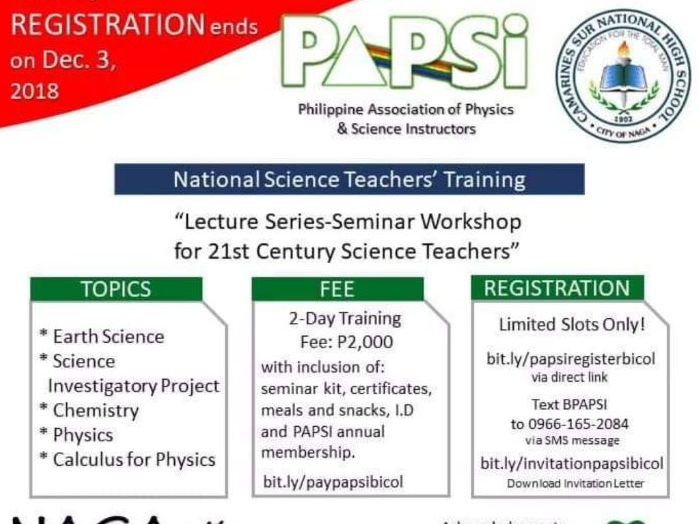 REGISTRATION ends
on Dec. 3,
2018
PAPSi
Philippine Association of Physics
& Science Instructors
CAMARINES SUR NATIONAL HIGH SCHOOL
EDUCATION FOR THE TOTAL MAN
1902
• CITY OF NAGA •
National Science Teachers’ Training
“Lecture Series-Seminar Workshop
for 21st Century Science Teachers”
TOPICS
* Earth Science
* Science
Investigatory Project
* Chemistry
* Physics
* Calculus for Physics
FEE
2-Day Training
Fee: P2,000
with inclusion of:
seminar kit, certificates,
meals and snacks, I.D
and PAPSI annual
membership.
bit.ly/paypapsibicol
REGISTRATION
Limited Slots Only!
bit.ly/papsiregisterbicol
via direct link
Text BPAPSI
to 0966-165-2084
via SMS message
bit.ly/invitationpapsibicol
Download Invitation Letter
NAGA